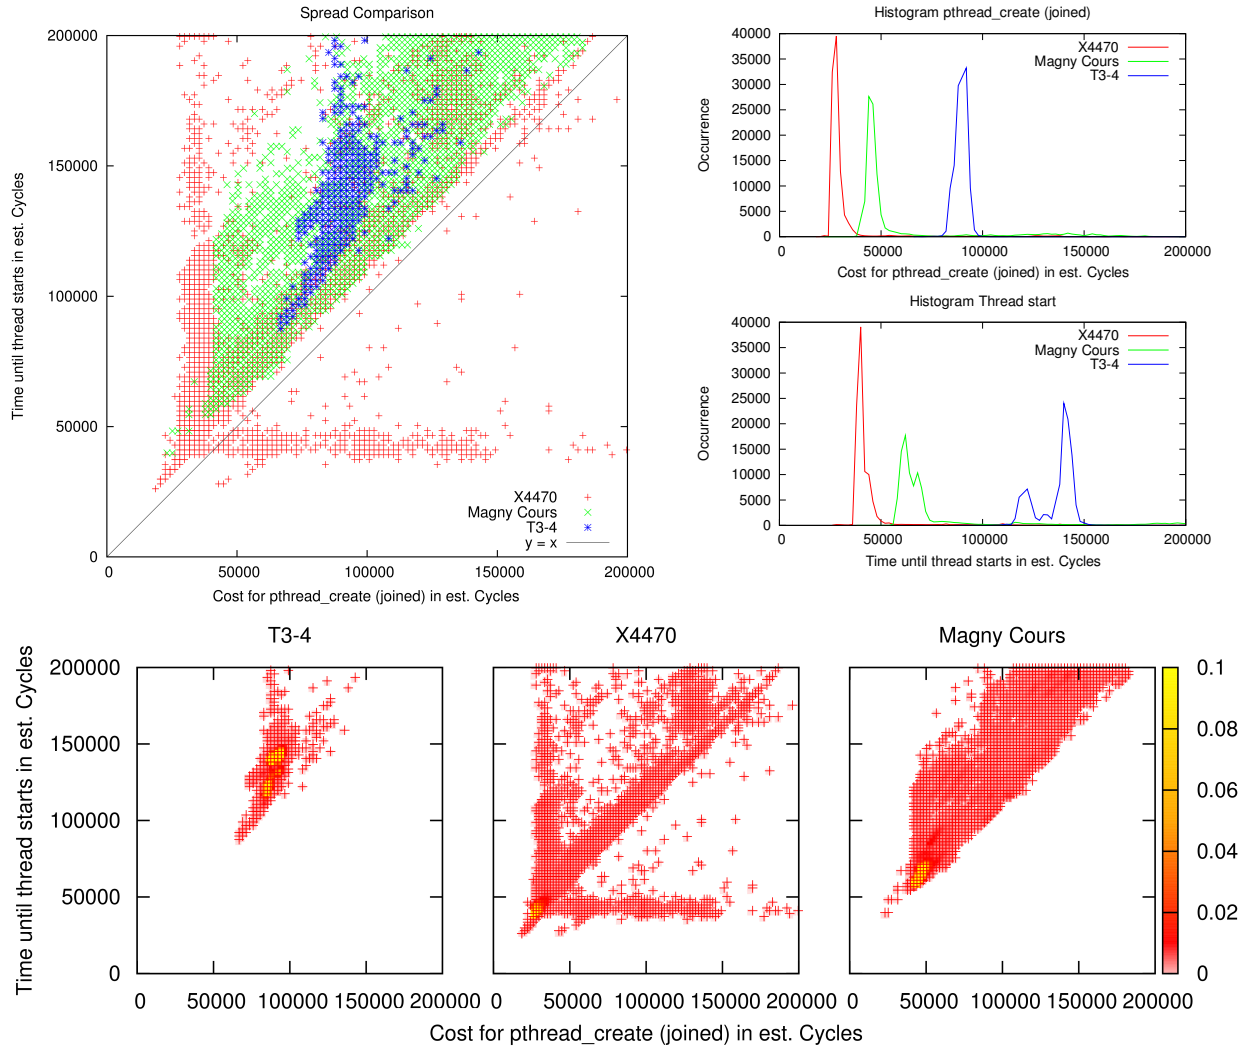 Spread Comparison
200000
150000
100000
50000
0
Time until thread starts in est. Cycles
X4470
Magny Cours
T3-4
y = x
0 50000 100000 150000 200000
Cost for pthread_create (joined) in est. Cycles
Histogram pthread_create (joined)
40000
35000
30000
25000
20000
15000
10000
5000
0
Occurrence
X4470
Magny Cours
T3-4
0 50000 100000 150000 200000
Cost for pthread_create (joined) in est. Cycles
Histogram Thread start
40000
35000
30000
25000
20000
15000
10000
5000
0
Occurrence
X4470
Magny Cours
T3-4
0 50000 100000 150000 200000
Time until thread starts in est. Cycles
T3-4
X4470
Magny Cours
Time until thread starts in est. Cycles
200000
150000
100000
50000
0
0 50000 100000 150000 200000
0 50000 100000 150000 200000
0 50000 100000 150000 200000
0.1
0.08
0.06
0.04
0.02
0
Cost for pthread_create (joined) in est. Cycles